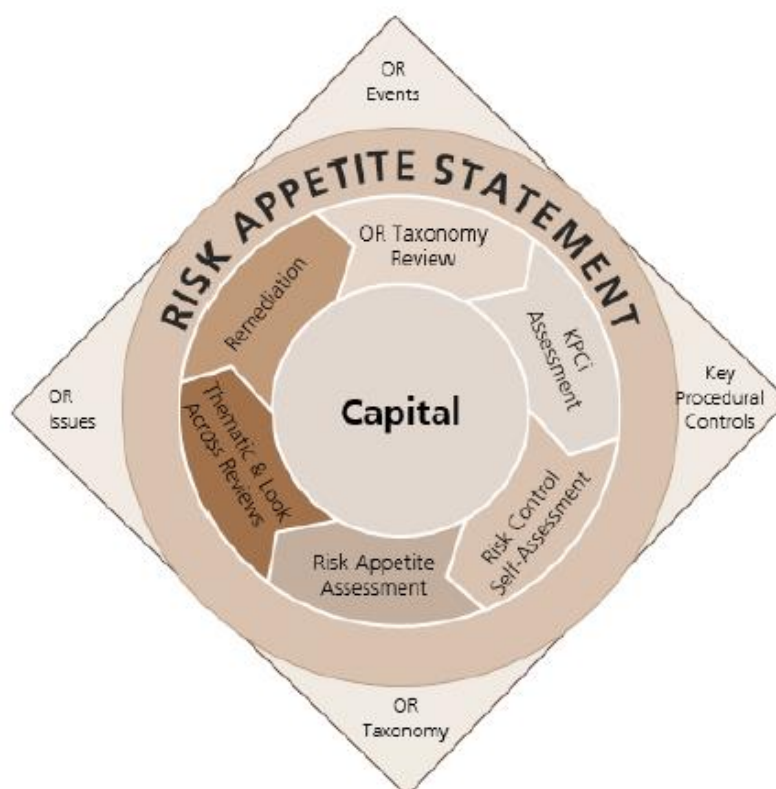 OR
Events
RISK APPETITE STATEMENT
OR Taxonomy
Review
KPCi
Assessment
Risk Control
Self-Assessment
Risk Appetite
Assessment
Thematic & Look
Across Reviews
Remediation
Capital
OR
Issues
Key
Procedural
Controls
OR
Taxonomy